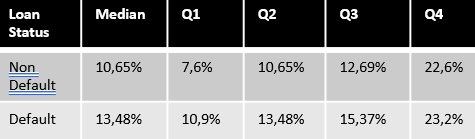 Loan Status Median Q1 Q2 Q3 Q4
Non Default 10,65% 7,6% 10,65% 12,69% 22,6%
Default 13,48% 10,9% 13,48% 15,37% 23,2%